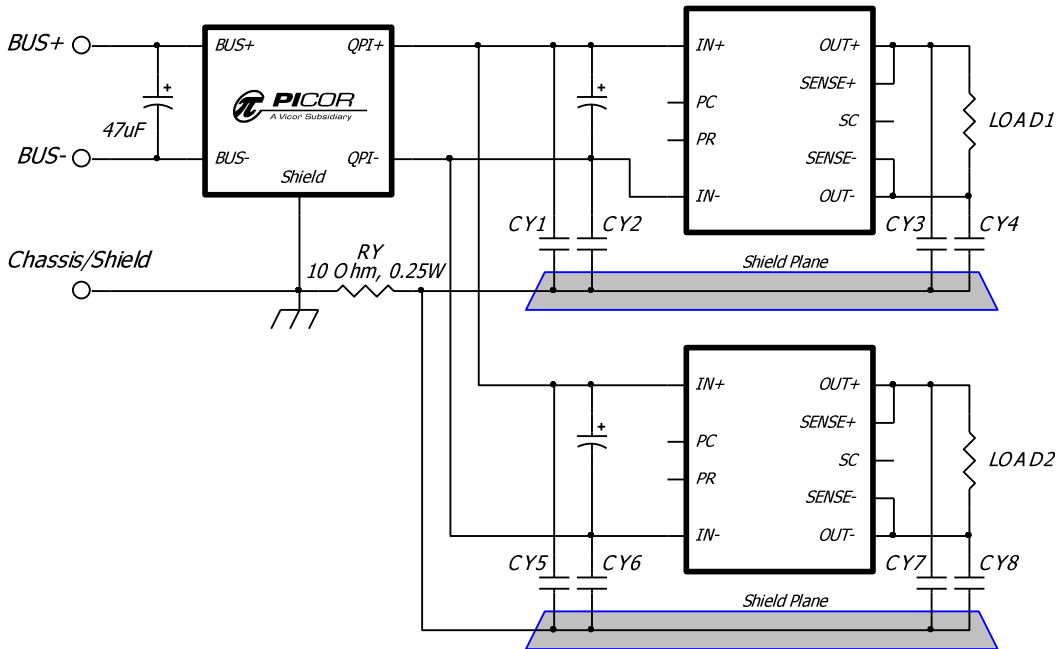 BUS+
BUS+
QPI+
IN+
OUT+
SENSE+
PC
PICOR
A Vicor Subsidiary
47uF
SC
LOAD1
PR
BUS-
BUS-
QPI-
SENSE-
Shield
IN-
OUT-
CY1
CY2
CY3
CY4
Chassis/Shield
RY
10 Ohm, 0.25W
Shield Plane
IN+
OUT+
SENSE+
PC
SC
LOAD2
PR
SENSE-
IN-
OUT-
CY5
CY6
CY7
CY8
Shield Plane
+
+
+